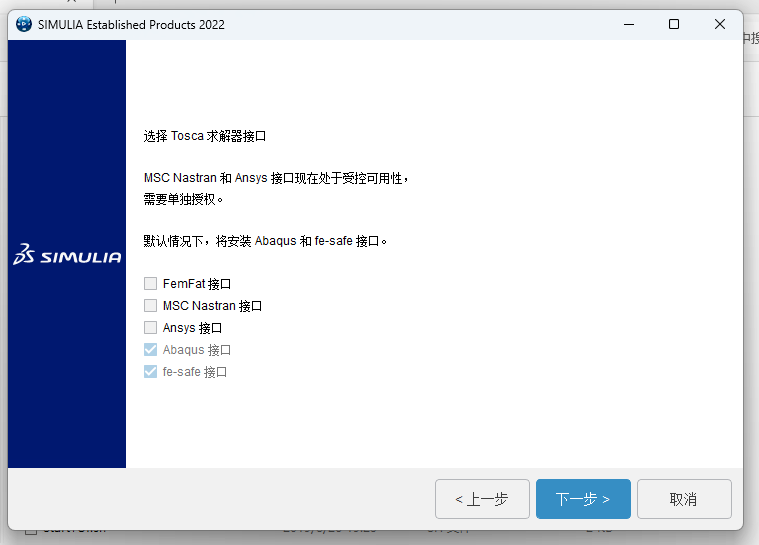 SIMULIA Established Products 2022
选择 Tosca 求解器接口
MSC Nastran 和 Ansys 接口现在处于受控可用性，
需要单独授权。
默认情况下，将安装 Abaqus 和 fe-safe 接口。
SIMULIA
FemFat 接口
MSC Nastran 接口
Ansys 接口
Abaqus 接口
fe-safe 接口
< 上一步
下一步 >
取消